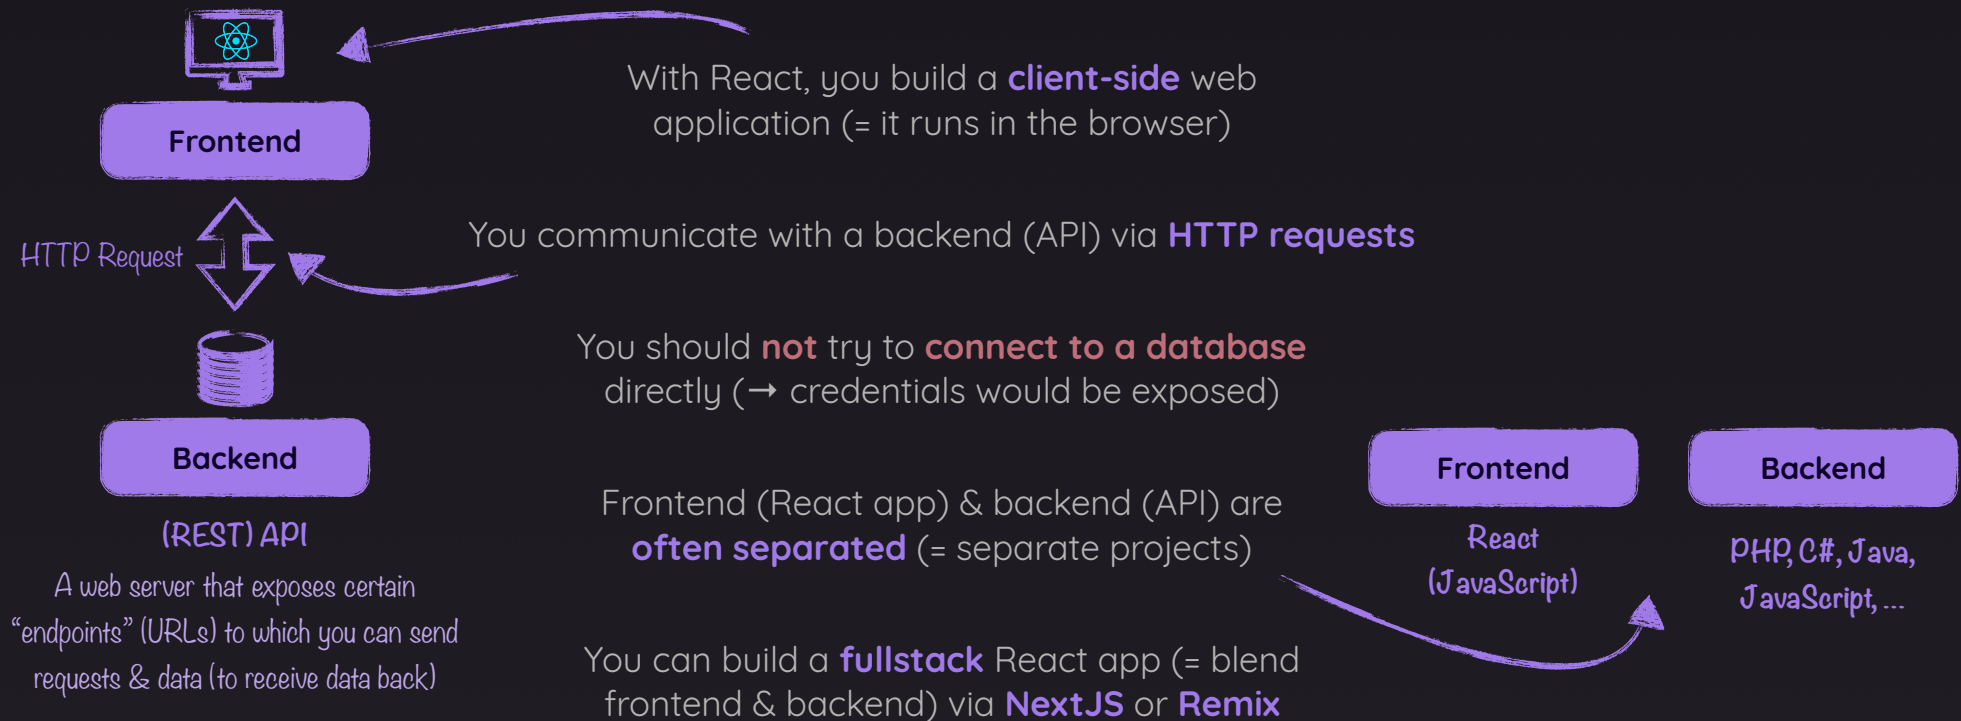 Frontend
HTTP Request
Backend
(REST) API
A web server that exposes certain
“endpoints” (URLs) to which you can send
requests & data (to receive data back)
With React, you build a client-side web
application (= it runs in the browser)
You communicate with a backend (API) via HTTP requests
You should not try to connect to a database
directly (→ credentials would be exposed)
Frontend (React app) & backend (API) are
often separated (= separate projects)
You can build a fullstack React app (= blend
frontend & backend) via NextJS or Remix
Frontend
React
(JavaScript)
Backend
PHP, C#, Java,
JavaScript, ...